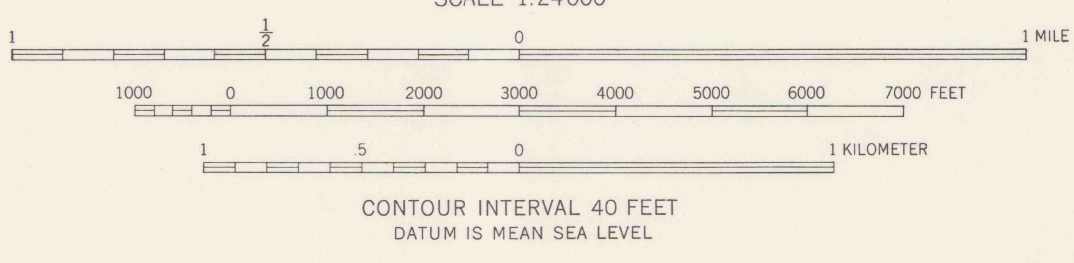 SCALE 1:24000
1 1/2 0 1 MILE
1000 0 1000 2000 3000 4000 5000 6000 7000 FEET
1 .5 0 1 KILOMETER
CONTOUR INTERVAL 40 FEET
DATUM IS MEAN SEA LEVEL